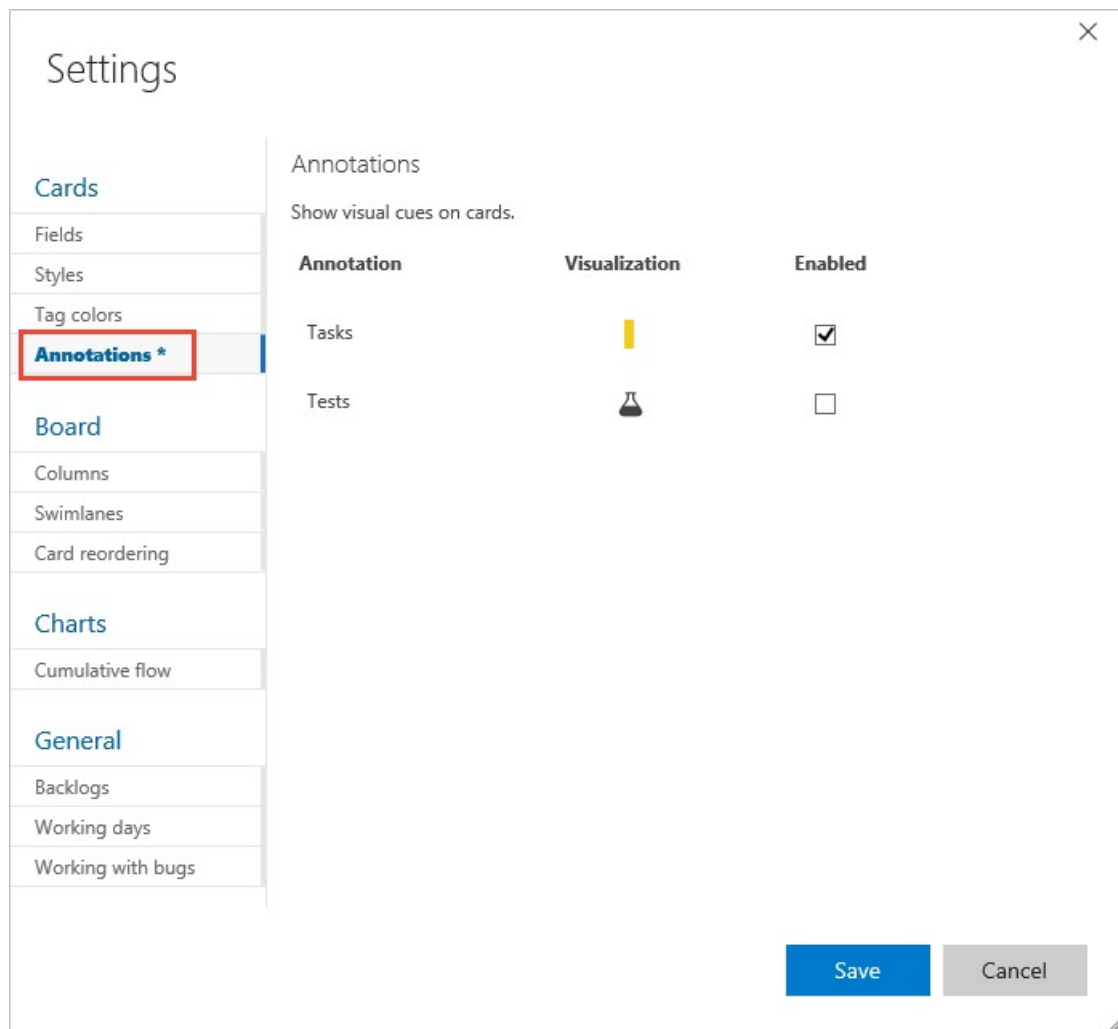 Settings
Cards
Fields
Styles
Tag colors
Annotations *
Board
Columns
Swimlanes
Card reordering
Charts
Cumulative flow
General
Backlogs
Working days
Working with bugs
Annotations
Show visual cues on cards.
Annotation Visualization Enabled
Tasks
Tests
Save Cancel